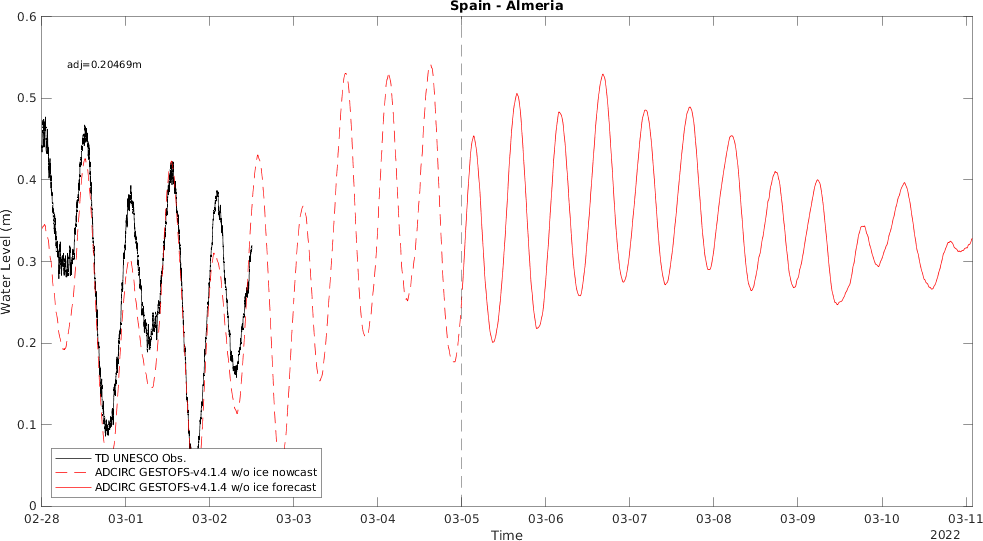 Spain - Almeria
adj=0.20469m
0.6
0.5
0.4
0.3
0.2
0.1
0
Water Level (m)
TD UNESCO Obs.
ADCIRC GESTOFS-v4.1.4 w/o ice nowcast
ADCIRC GESTOFS-v4.1.4 w/o ice forecast
02-28 03-01 03-02 03-03 03-04 03-05 03-06 03-07 03-08 03-09 03-10 03-11
Time
2022